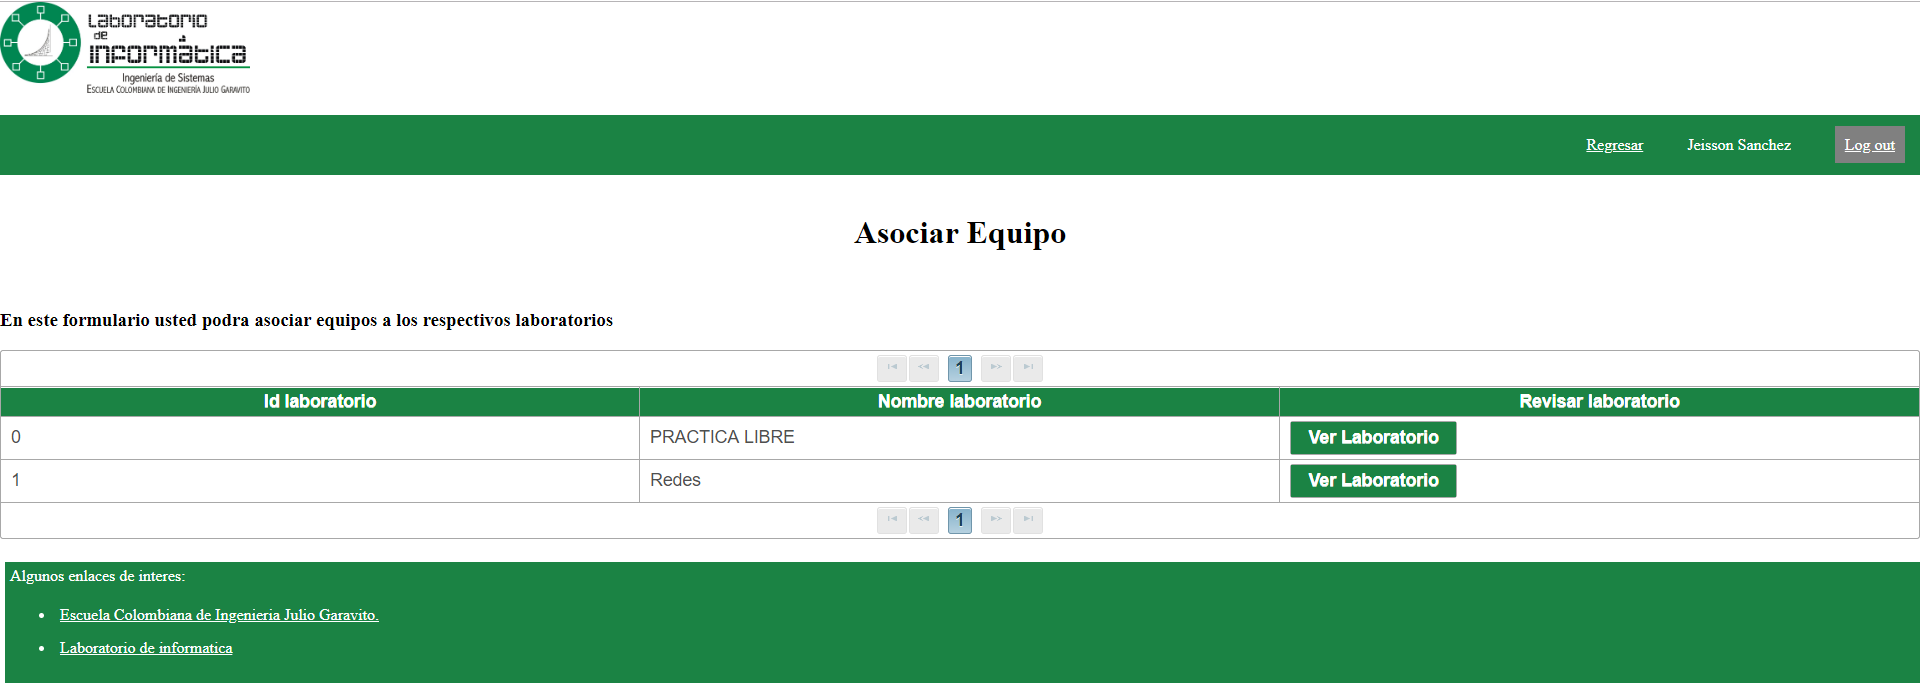 Laboratorio
de
informática
Ingeniería de Sistemas
ESCUELA COLOMBIANA DE INGENIERÍA JULIO GARAVITO
Regresar Jeisson Sanchez Log out
Asociar Equipo
En este formulario usted podra asociar equipos a los respectivos laboratorios
1
Id laboratorio Nombre laboratorio Revisar laboratorio
0 PRACTICA LIBRE Ver Laboratorio
1 Redes Ver Laboratorio
1
Algunos enlaces de interes:
• Escuela Colombiana de Ingenieria Julio Garavito.
• Laboratorio de informatica